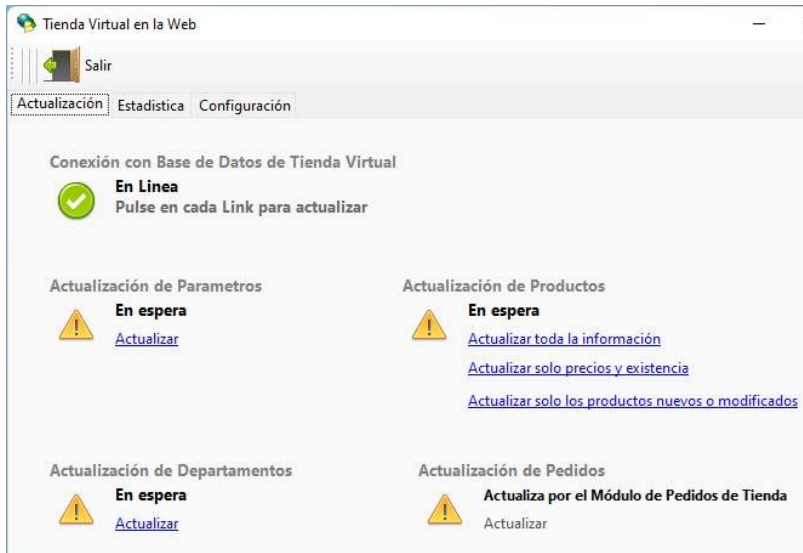 Tienda Virtual en la Web
Salir
Actualización Estadistica Configuración
Conexión con Base de Datos de Tienda Virtual
En Linea
Pulse en cada Link para actualizar
Actualización de Parametros
En espera
Actualizar
Actualización de Productos
En espera
Actualizar toda la información
Actualizar solo precios y existencia
Actualizar solo los productos nuevos o modificados
Actualización de Departamentos
En espera
Actualizar
Actualización de Pedidos
Actualiza por el Módulo de Pedidos de Tienda
Actualizar